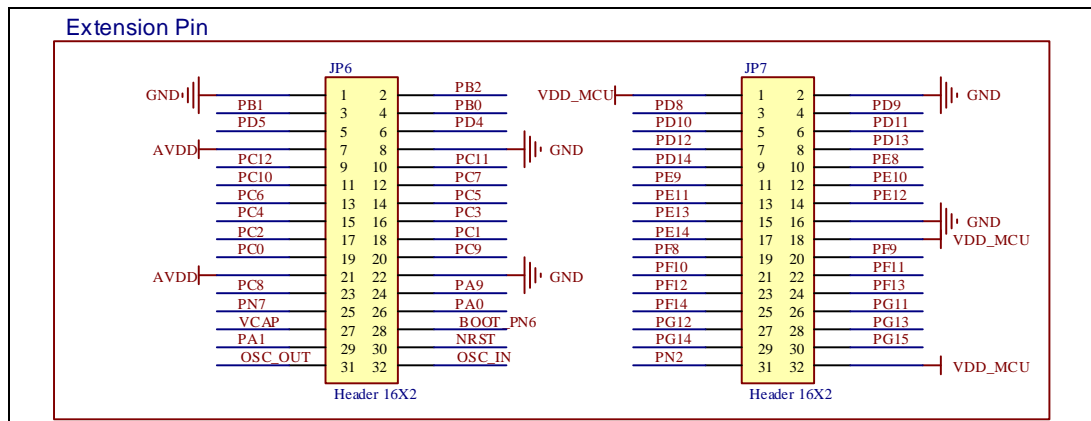 Extension Pin
JP6 JP7
GND 1 2 PB2 VDD_MCU 1 2 GND
PB1 3 4 PB0 PD8 3 4 PD9
PD5 5 6 PD4 PD10 5 6 PD11
AVDD 7 8 GND PD12 7 8 PD13
PC12 9 10 PC11 PD14 9 10 PE8
PC10 11 12 PC7 PE9 11 12 PE10
PC6 13 14 PC5 PE11 13 14 PE12
PC4 15 16 PC3 PE13 15 16 GND
PC2 17 18 PC1 PE14 17 18 VDD_MCU
PC0 19 20 PC9 PF8 19 20 PF9
AVDD 21 22 GND PF10 21 22 PF11
PC8 23 24 PA9 PF12 23 24 PF13
PN7 25 26 PA0 PF14 25 26 PG11
VCAP 27 28 BOOT_PN6 PG12 27 28 PG13
PA1 29 30 NRST PG14 29 30 PG15
OSC_OUT 31 32 OSC_IN PN2 31 32 VDD_MCU
Header 16X2 Header 16X2